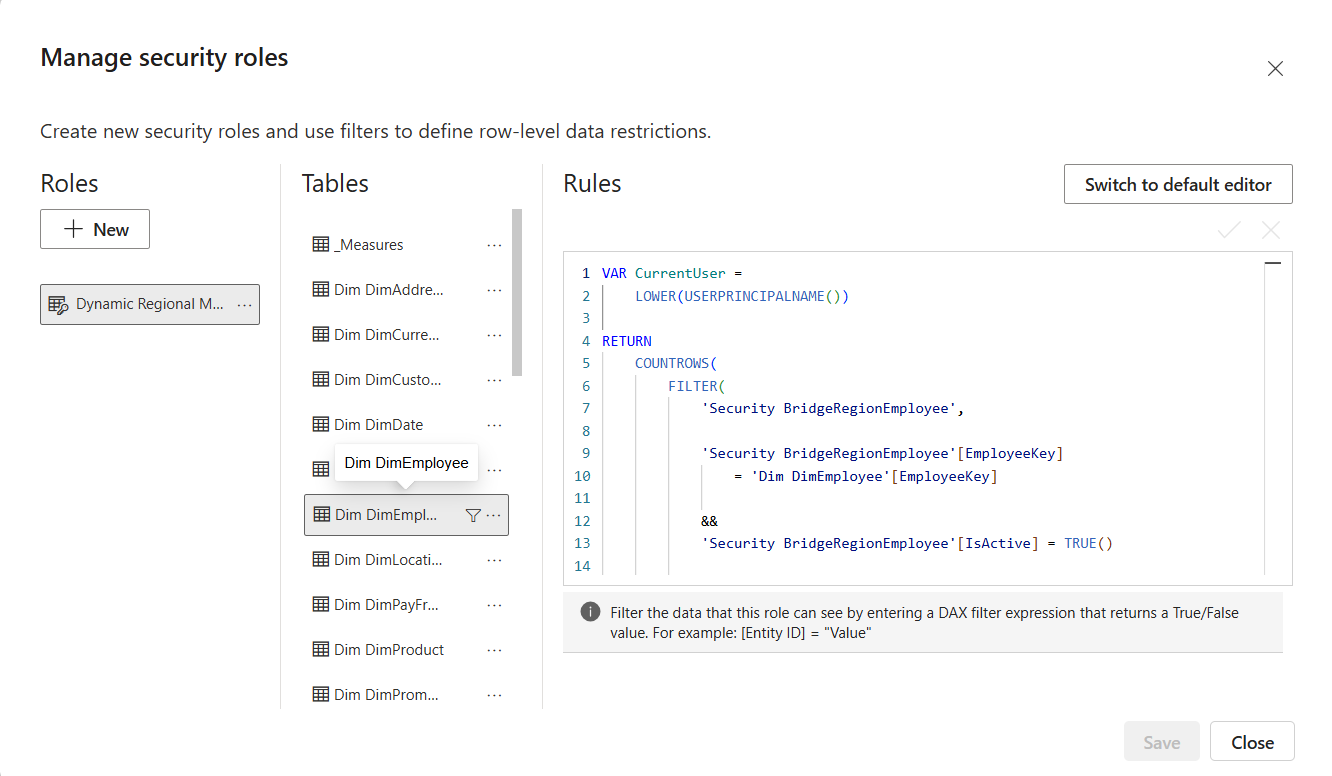 Manage security roles
Create new security roles and use filters to define row-level data restrictions.
Roles
New
Dynamic Regional M...
Tables
_Measures
Dim DimAddre...
Dim DimCurre...
Dim DimCusto...
Dim DimDate
Dim DimEmployee
Dim DimEmpl...
Dim DimLocati...
Dim DimPayFr...
Dim DimProduct
Dim DimProm...
Rules
Switch to default editor
1 VAR CurrentUser =
2 LOWER(USERPRINCIPALNAME())
3
4 RETURN
5 COUNTROWS(
6 FILTER(
7 'Security BridgeRegionEmployee',
8
9 'Security BridgeRegionEmployee'[EmployeeKey]
10 = 'Dim DimEmployee'[EmployeeKey]
11
12 &&
13 'Security BridgeRegionEmployee'[IsActive] = TRUE()
14
Filter the data that this role can see by entering a DAX filter expression that returns a True/False
value. For example: [Entity ID] = "Value"
Save
Close